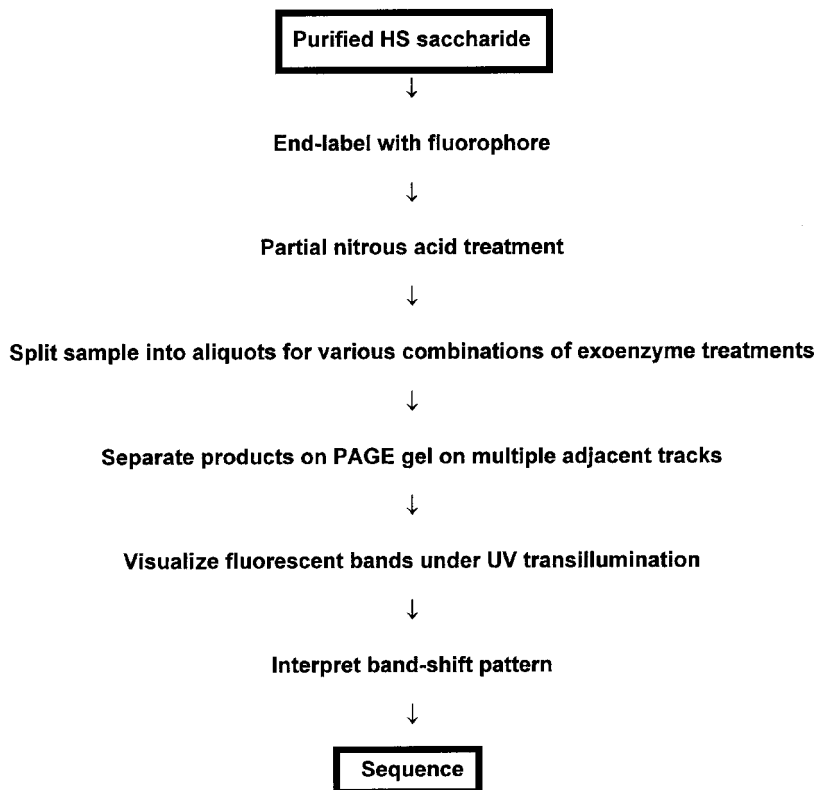 Purified HS saccharide
↓
End-label with fluorophore
↓
Partial nitrous acid treatment
↓
Split sample into aliquots for various combinations of exoenzyme treatments
↓
Separate products on PAGE gel on multiple adjacent tracks
↓
Visualize fluorescent bands under UV transillumination
↓
Interpret band-shift pattern
↓
Sequence